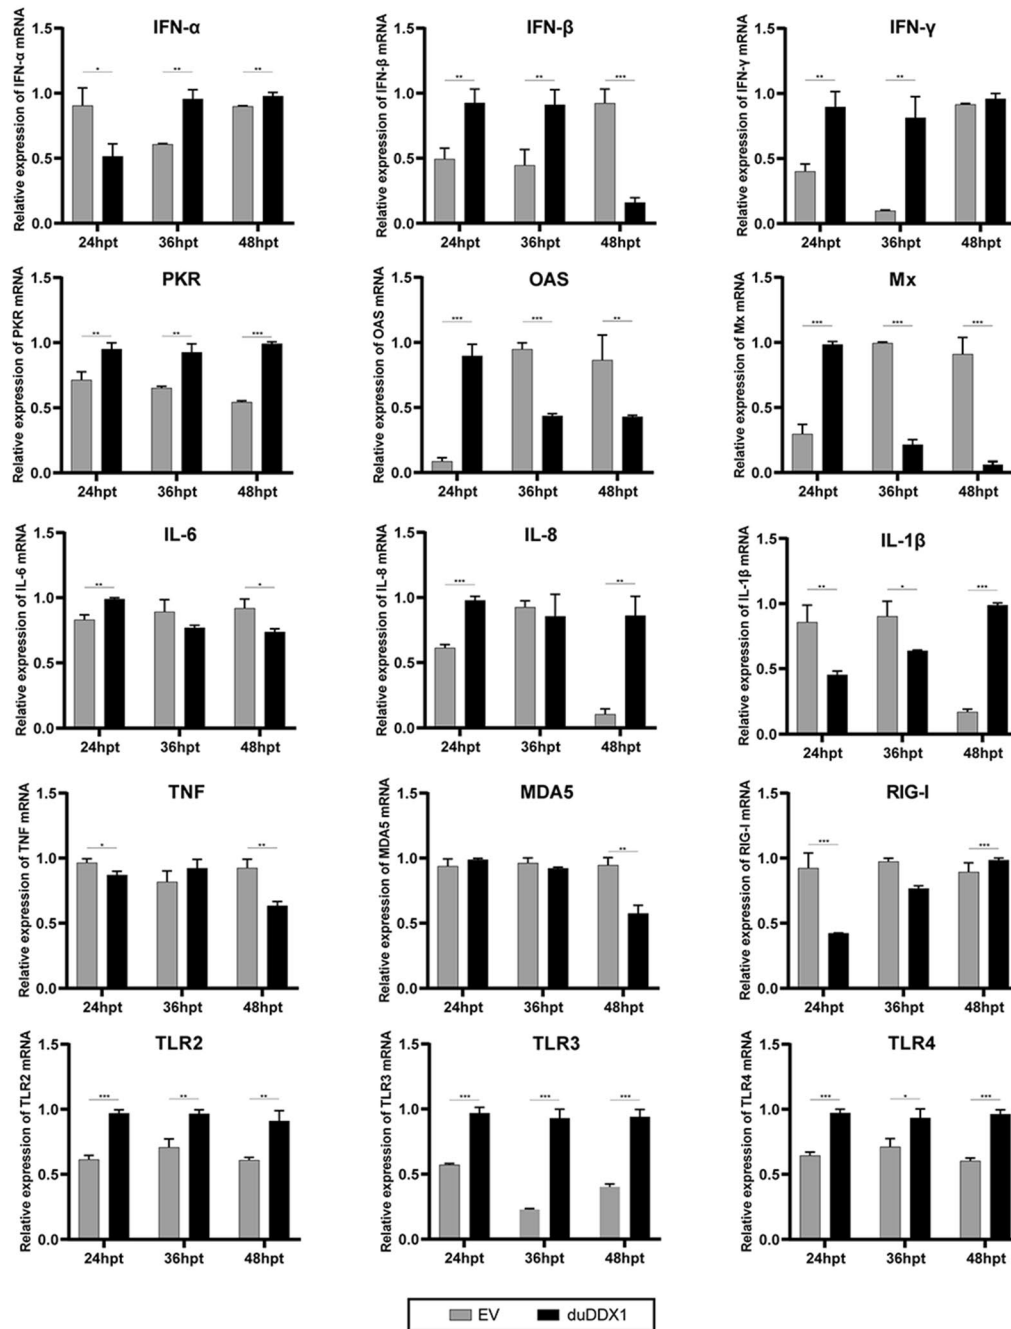 IFN-α
Relative expression of IFN-α mRNA
1.5
1.0
0.5
0.0
*
**
**
24hpt 36hpt 48hpt
IFN-β
Relative expression of IFN-β mRNA
1.5
1.0
0.5
0.0
**
**
***
24hpt 36hpt 48hpt
IFN-γ
Relative expression of IFN-γ mRNA
1.5
1.0
0.5
0.0
**
**
24hpt 36hpt 48hpt
PKR
Relative expression of PKR mRNA
1.5
1.0
0.5
0.0
**
**
***
24hpt 36hpt 48hpt
OAS
Relative expression of OAS mRNA
1.5
1.0
0.5
0.0
***
***
**
24hpt 36hpt 48hpt
Mx
Relative expression of Mx mRNA
1.5
1.0
0.5
0.0
***
***
***
24hpt 36hpt 48hpt
IL-6
Relative expression of IL-6 mRNA
1.5
1.0
0.5
0.0
**
*
24hpt 36hpt 48hpt
IL-8
Relative expression of IL-8 mRNA
1.5
1.0
0.5
0.0
***
**
24hpt 36hpt 48hpt
IL-1β
Relative expression of IL-1β mRNA
1.5
1.0
0.5
0.0
**
*
***
24hpt 36hpt 48hpt
TNF
Relative expression of TNF mRNA
1.5
1.0
0.5
0.0
*
**
24hpt 36hpt 48hpt
MDA5
Relative expression of MDA5 mRNA
1.5
1.0
0.5
0.0
**
24hpt 36hpt 48hpt
RIG-I
Relative expression of RIG-I mRNA
1.5
1.0
0.5
0.0
***
***
24hpt 36hpt 48hpt
TLR2
Relative expression of TLR2 mRNA
1.5
1.0
0.5
0.0
***
**
**
24hpt 36hpt 48hpt
TLR3
Relative expression of TLR3 mRNA
1.5
1.0
0.5
0.0
***
***
***
24hpt 36hpt 48hpt
TLR4
Relative expression of TLR4 mRNA
1.5
1.0
0.5
0.0
***
*
***
24hpt 36hpt 48hpt
EV duDDX1